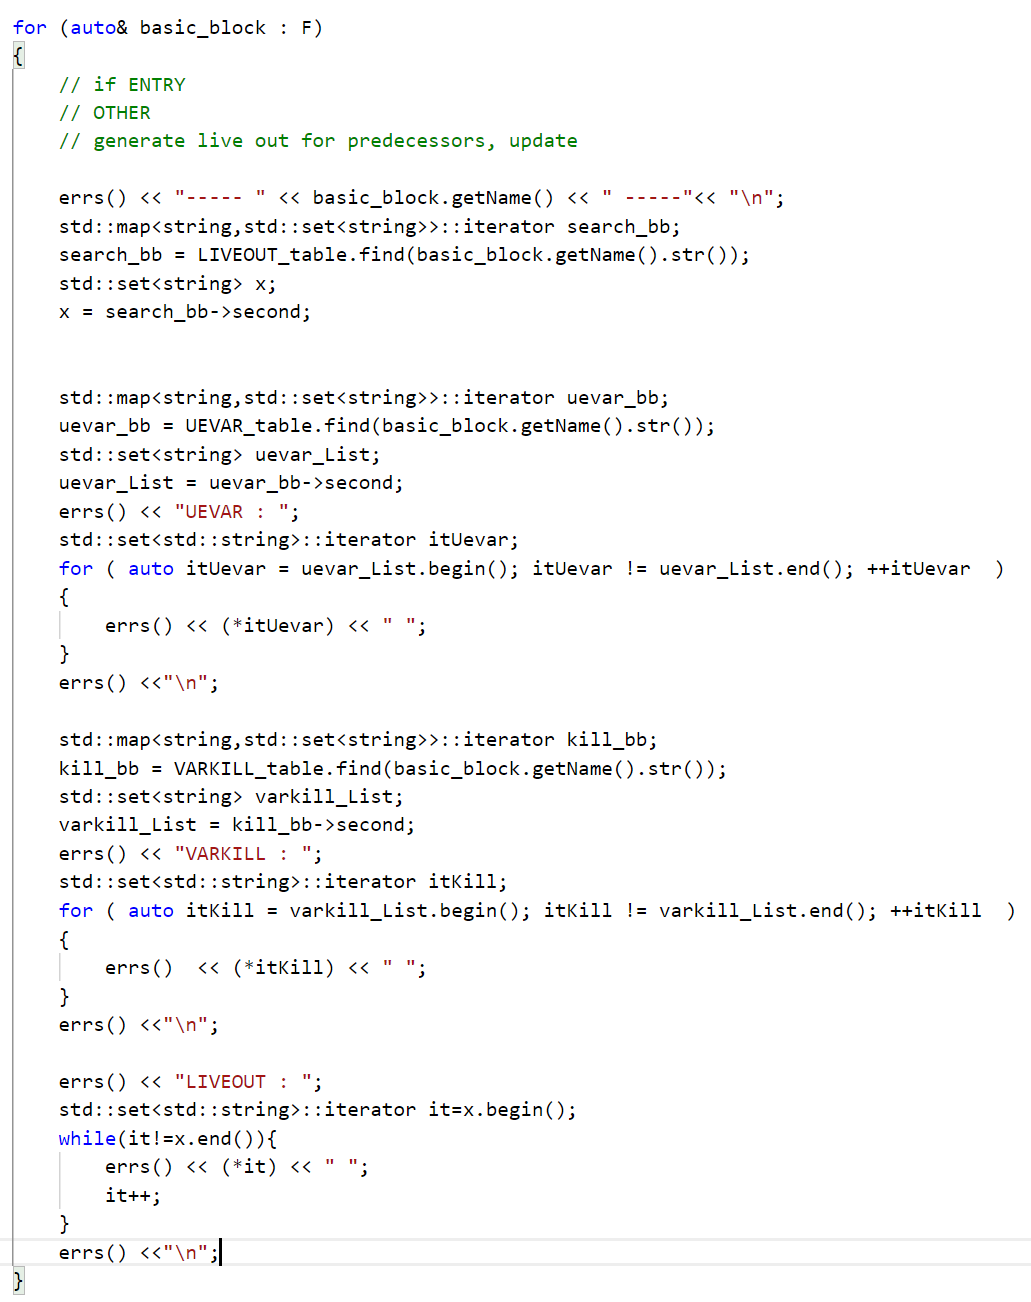 for (auto& basic_block : F)
{
    // if ENTRY
    // OTHER
    // generate live out for predecessors, update

    errs() << "----- " << basic_block.getName() << " -----"<< "\n";
    std::map<string,std::set<string>>::iterator search_bb;
    search_bb = LIVEOUT_table.find(basic_block.getName().str());
    std::set<string> x;
    x = search_bb->second;


    std::map<string,std::set<string>>::iterator uevar_bb;
    uevar_bb = UEVAR_table.find(basic_block.getName().str());
    std::set<string> uevar_List;
    uevar_List = uevar_bb->second;
    errs() << "UEVAR : ";
    std::set<std::string>::iterator itUevar;
    for ( auto itUevar = uevar_List.begin(); itUevar != uevar_List.end(); ++itUevar  )
    {
        errs() << (*itUevar) << " ";
    }
    errs() <<"\n";

    std::map<string,std::set<string>>::iterator kill_bb;
    kill_bb = VARKILL_table.find(basic_block.getName().str());
    std::set<string> varkill_List;
    varkill_List = kill_bb->second;
    errs() << "VARKILL : ";
    std::set<std::string>::iterator itKill;
    for ( auto itKill = varkill_List.begin(); itKill != varkill_List.end(); ++itKill  )
    {
        errs()  << (*itKill) << " ";
    }
    errs() <<"\n";

    errs() << "LIVEOUT : ";
    std::set<std::string>::iterator it=x.begin();
    while(it!=x.end()){
        errs() << (*it) << " ";
        it++;
    }
    errs() <<"\n";
}